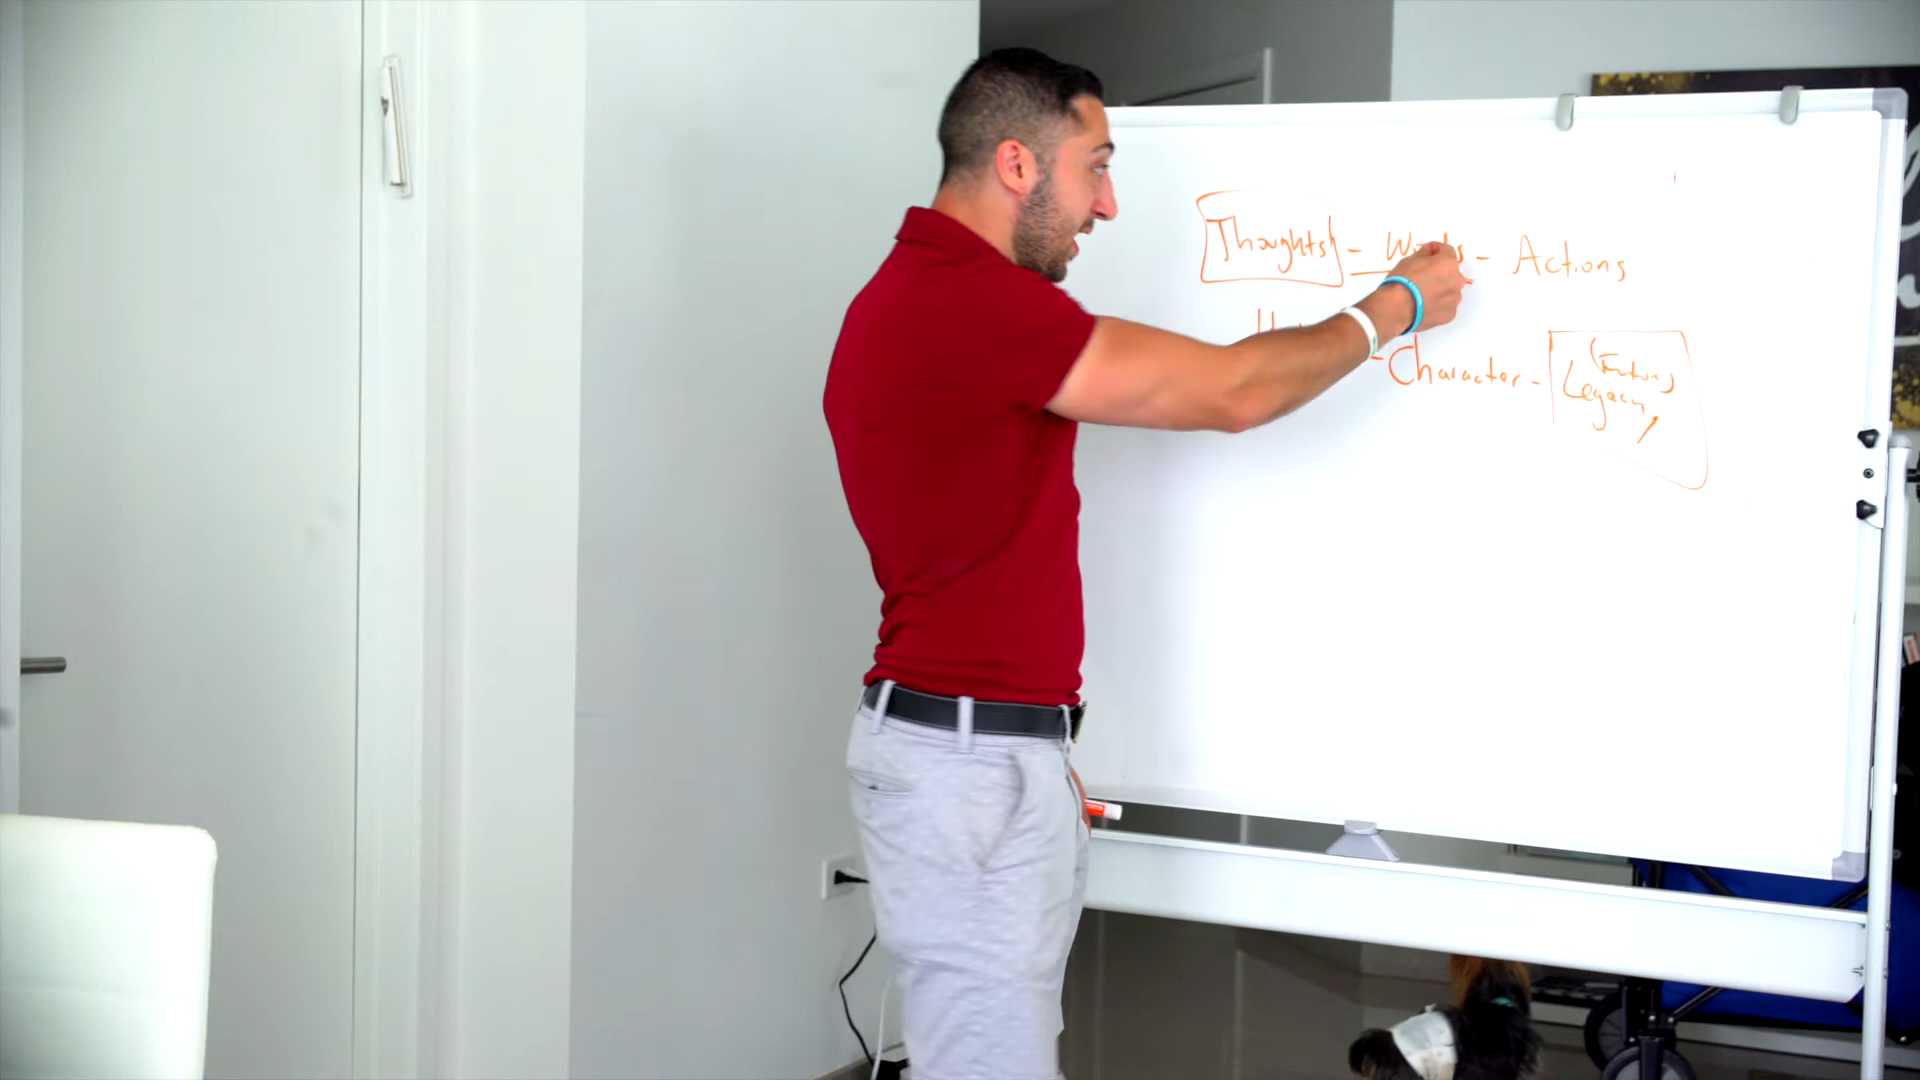 Thoughts - Words - Actions
- Character - (Future)
Legacy